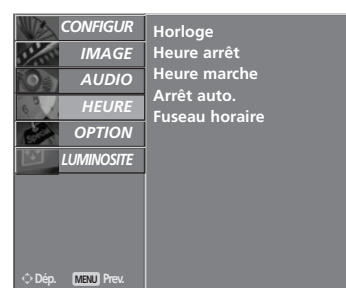 CONFIGUR
IMAGE
AUDIO
HEURE
OPTION
LUMINOSITE
Horloge
Heure arrêt
Heure marche
Arrêt auto.
Fuseau horaire
Dép. MENU Prev.